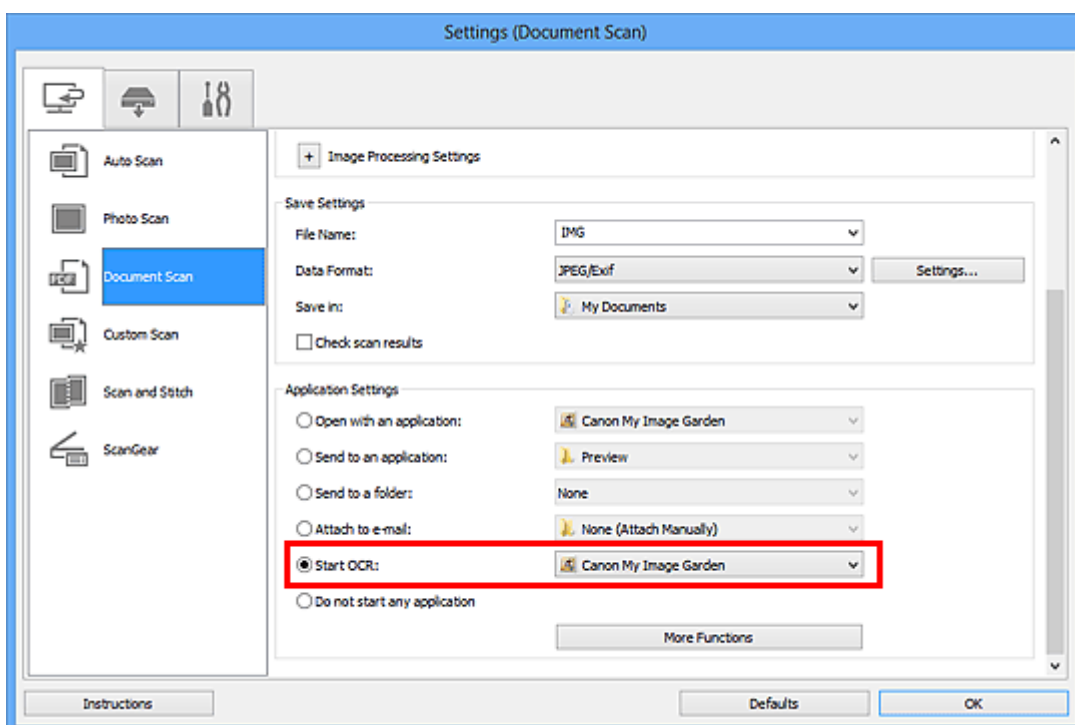 Settings (Document Scan)
Auto Scan
Photo Scan
Document Scan
Custom Scan
Scan and Stitch
ScanGear
+ Image Processing Settings
Save Settings
File Name: IMG
Data Format: JPEG/Exif Settings...
Save in: My Documents
Check scan results
Application Settings
Open with an application: Canon My Image Garden
Send to an application: Preview
Send to a folder: None
Attach to e-mail: None (Attach Manually)
Start OCR: Canon My Image Garden
Do not start any application
More Functions
Instructions Defaults OK